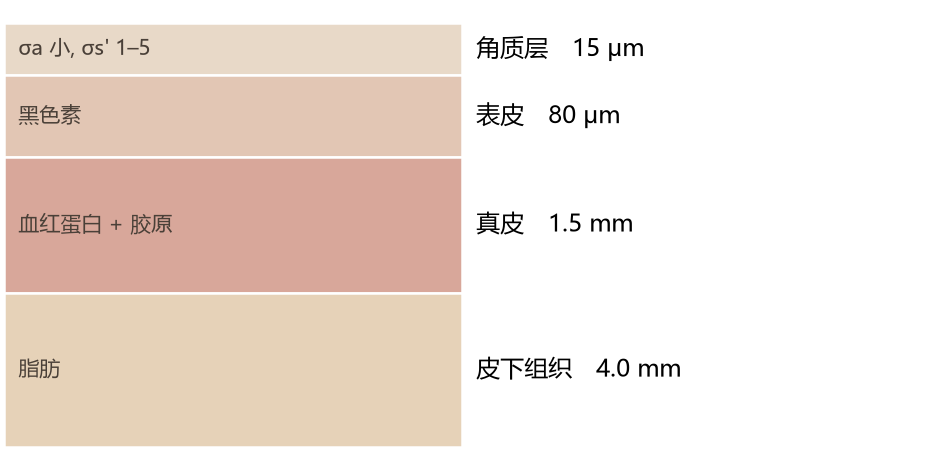 σa 小, σs' 1–5 角质层 15 μm
黑色素 表皮 80 μm
血红蛋白 + 胶原 真皮 1.5 mm
脂肪 皮下组织 4.0 mm